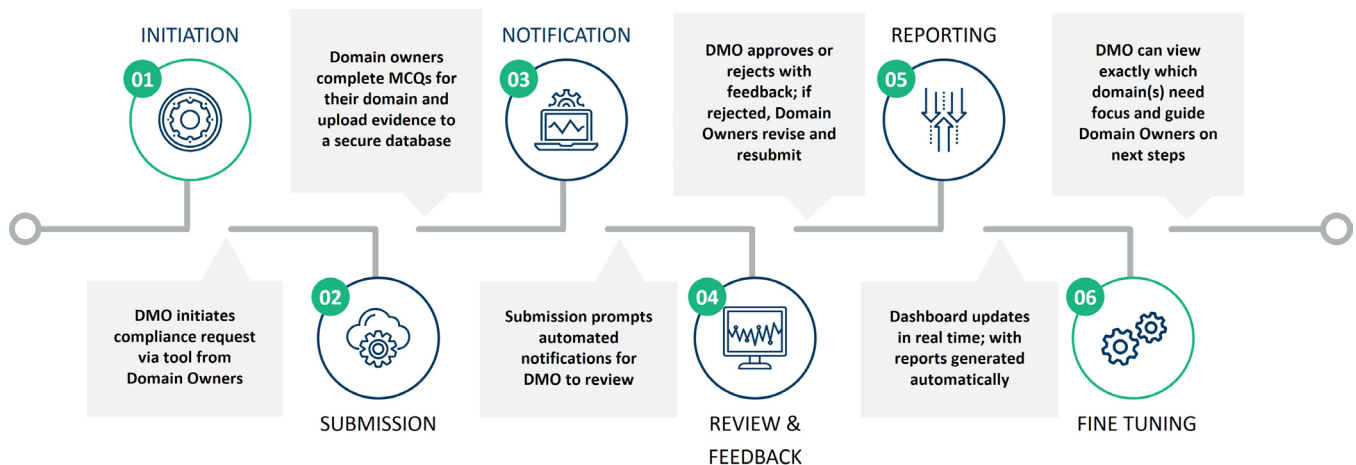 INITIATION
01
DMO initiates
compliance request
via tool from
Domain Owners
02
SUBMISSION
Domain owners
complete MCQs for
their domain and
upload evidence to
a secure database
NOTIFICATION
03
Submission prompts
automated
notifications for
DMO to review
04
REVIEW &
FEEDBACK
DMO approves or
rejects with
feedback; if
rejected, Domain
Owners revise and
resubmit
REPORTING
05
Dashboard updates
in real time; with
reports generated
automatically
06
FINE TUNING
DMO can view
exactly which
domain(s) need
focus and guide
Domain Owners on
next steps